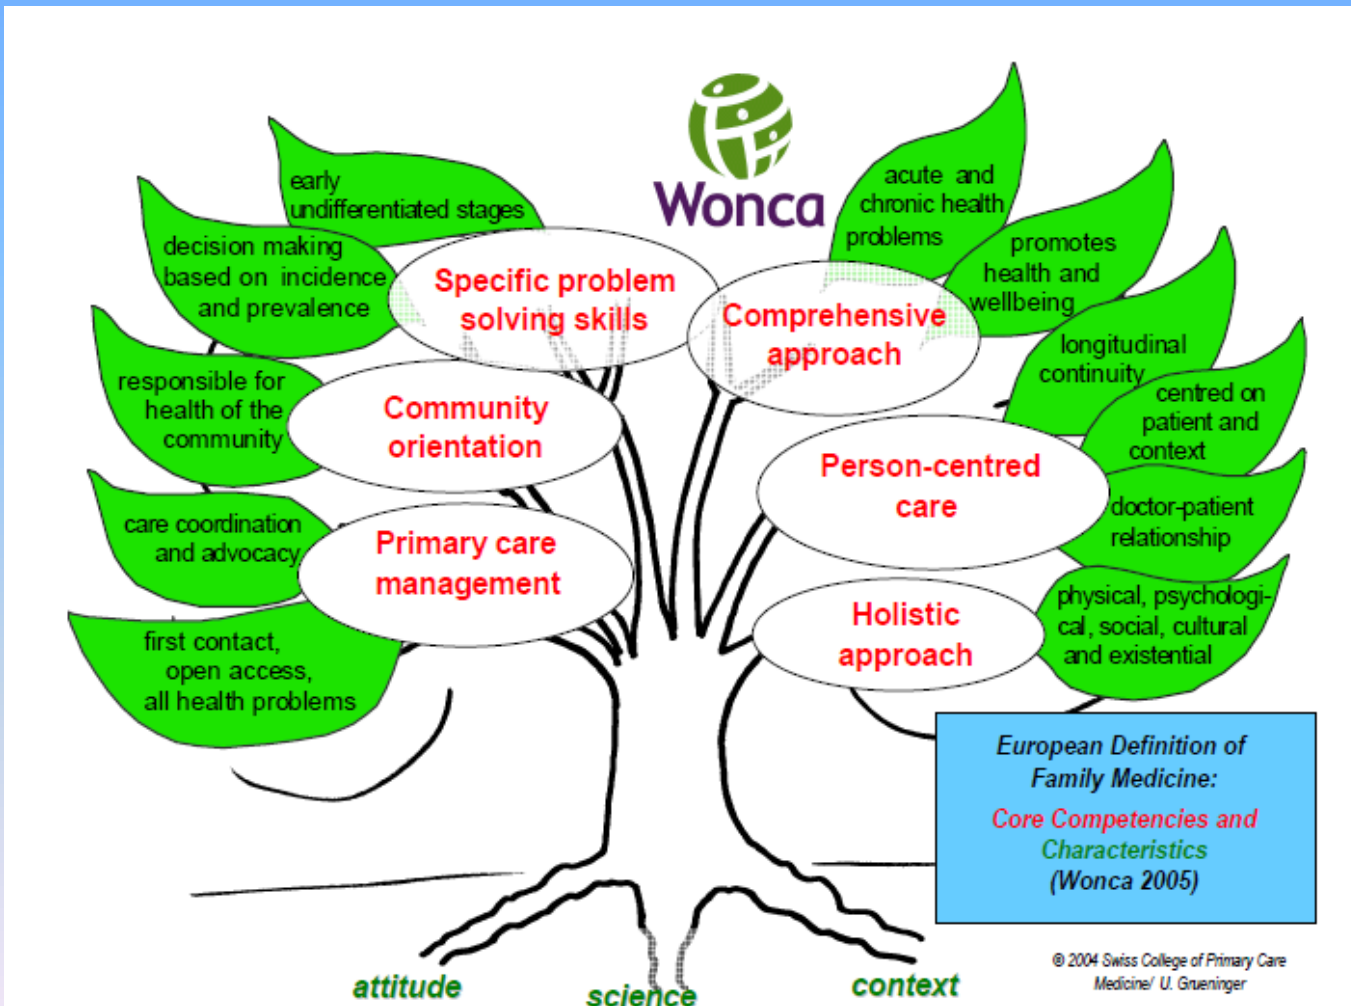 Wonca
early
undifferentiated stages
decision making
based on incidence
and prevalence
responsible for
health of the
community
care coordination
and advocacy
first contact,
open access,
all health problems
Specific problem
solving skills
Community
orientation
Primary care
management
Comprehensive
approach
Person-centred
care
Holistic
approach
acute and
chronic health
problems
promotes
health and
wellbeing
longitudinal
continuity
centred on
patient and
context
doctor-patient
relationship
physical, psychologi-
cal, social, cultural
and existential
European Definition of
Family Medicine:
Core Competencies and
Characteristics
(Wonca 2005)
attitude
science
context
© 2004 Swiss College of Primary Care
Medicine/ U. Grueninger